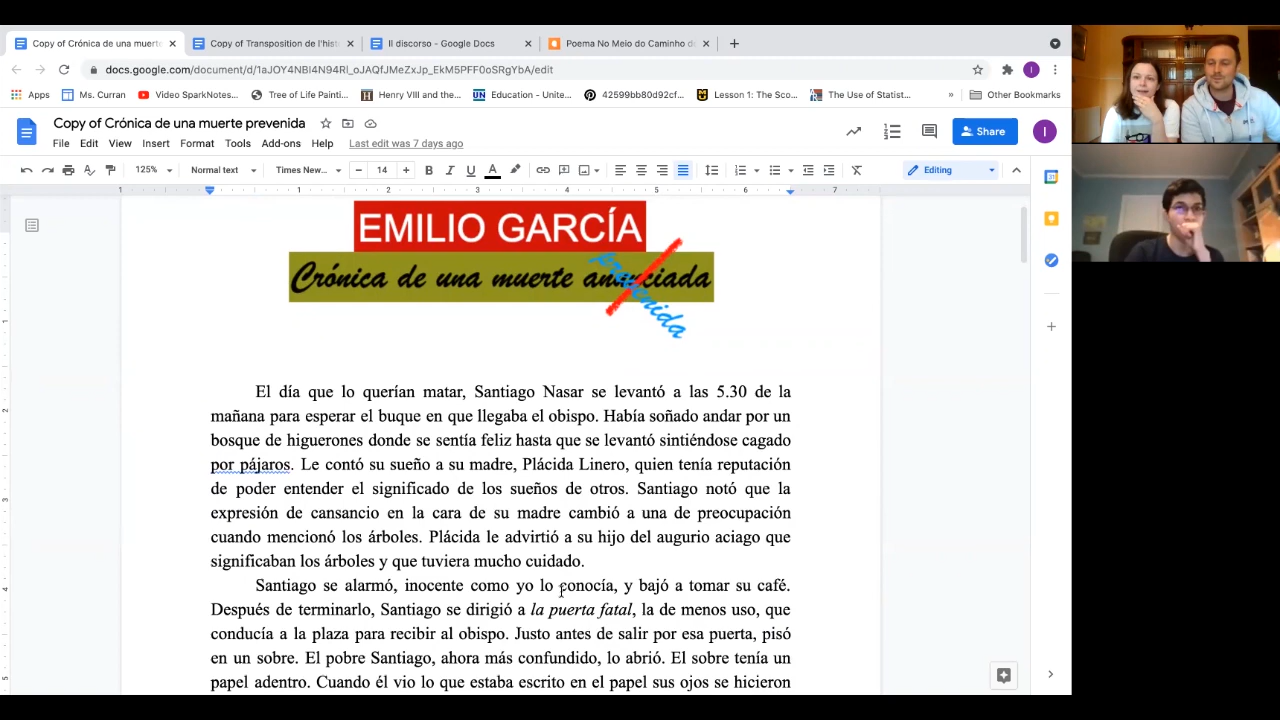 Copy of Crónica de una muerte
Copy of Transposition de l'histo
Il discorso - Google Docs
Poema No Meio do Caminho do
docs.google.com/document/d/1aJOY4NBl4N94Rl_oJAQfJMeZxJp_EkM5PFF0oSRgYbA/edit
Apps
Ms. Curran
Video SparkNotes...
Tree of Life Painti...
Henry VIII and the...
Education - Unite...
42599bb80d92cf...
Lesson 1: The Sco...
The Use of Statist...
»
Other Bookmarks
Copy of Crónica de una muerte prevenida
File Edit View Insert Format Tools Add-ons Help Last edit was 7 days ago
Share
I
125% Normal text Times New... 14 B I U A Editing
1 1 2 3 4 5 6 7
EMILIO GARCÍA
Crónica de una muerte anunciada
prevenida
El día que lo querían matar, Santiago Nasar se levantó a las 5.30 de la
mañana para esperar el buque en que llegaba el obispo. Había soñado andar por un
bosque de higuerones donde se sentía feliz hasta que se levantó sintiéndose cagado
por pájaros. Le contó su sueño a su madre, Plácida Linero, quien tenía reputación
de poder entender el significado de los sueños de otros. Santiago notó que la
expresión de cansancio en la cara de su madre cambió a una de preocupación
cuando mencionó los árboles. Plácida le advirtió a su hijo del augurio aciago que
significaban los árboles y que tuviera mucho cuidado.
Santiago se alarmó, inocente como yo lo conocía, y bajó a tomar su café.
Después de terminarlo, Santiago se dirigió a la puerta fatal, la de menos uso, que
conducía a la plaza para recibir al obispo. Justo antes de salir por esa puerta, pisó
en un sobre. El pobre Santiago, ahora más confundido, lo abrió. El sobre tenía un
papel adentro. Cuando él vio lo que estaba escrito en el papel sus ojos se hicieron